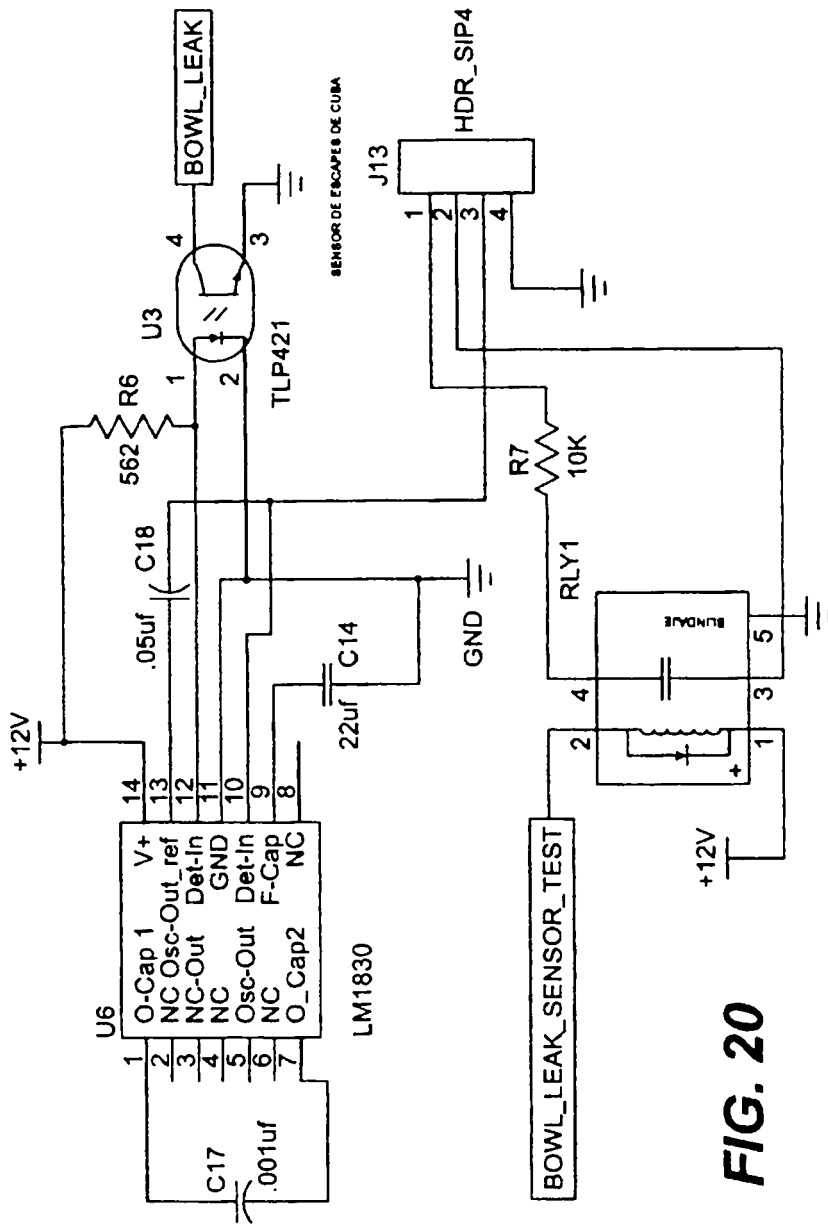 +12V
U6
1 O-Cap 1
V+ 14
2 NC
Osc-Out_ref 13
3 NC-Out
Det-In 12
4 NC
GND 11
5 Osc-Out
Det-In 10
6 NC
F-Cap 9
7 O_Cap2
NC 8
LM1830
C17
.001uf
.05uf
C18
562
R6
22uf
C14
GND
U3
1
2
4
3
TLP421
BOWL_LEAK
SENSOR DE ESCAPES DE CUBA
J13
HDR_SIP4
1
2
3
4
R7
10K
RLY1
BLINDAJE
4
2
5
3
1
+
BOWL_LEAK_SENSOR_TEST
+12V
FIG. 20